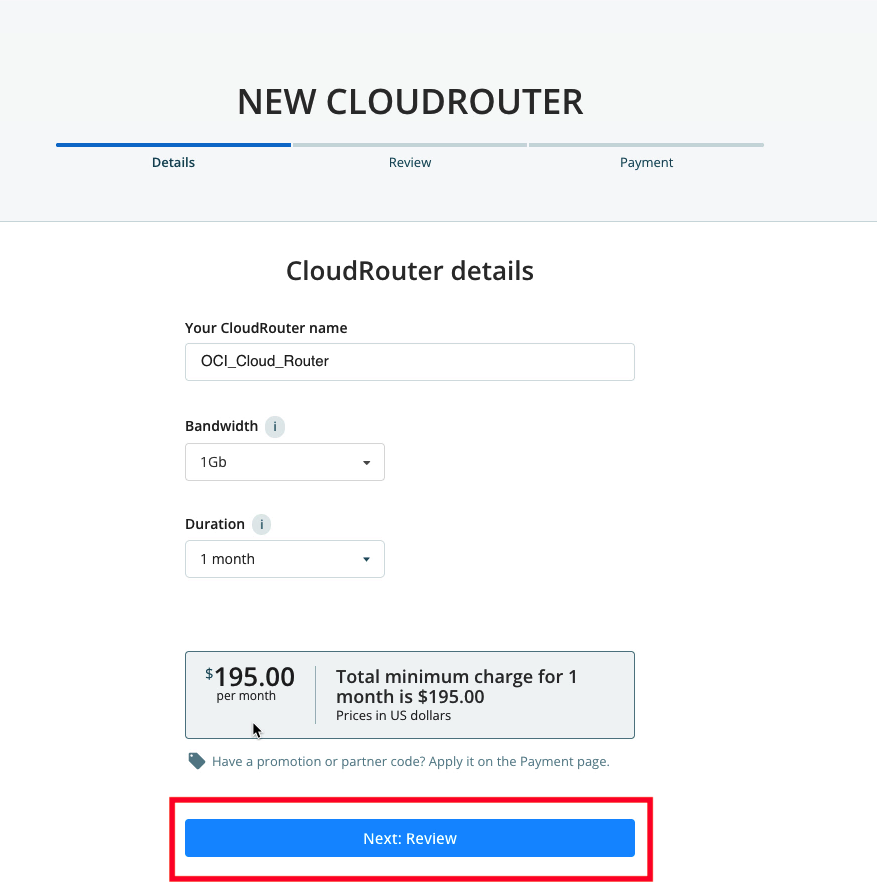 NEW CLOUDROUTER
Details
Review
Payment
CloudRouter details
Your CloudRouter name
OCI_Cloud_Router
Bandwidth i
1Gb
Duration i
1 month
$195.00
per month
Total minimum charge for 1
month is $195.00
Prices in US dollars
Have a promotion or partner code? Apply it on the Payment page.
Next: Review